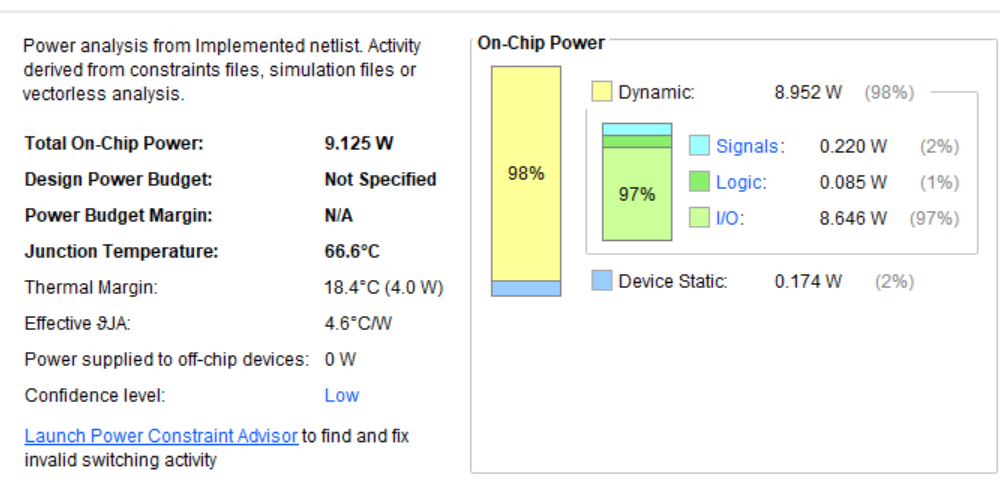 Power analysis from Implemented netlist. Activity
derived from constraints files, simulation files or
vectorless analysis.
Total On-Chip Power: 9.125 W
Design Power Budget: Not Specified
Power Budget Margin: N/A
Junction Temperature: 66.6°C
Thermal Margin: 18.4°C (4.0 W)
Effective ϑJA: 4.6°C/W
Power supplied to off-chip devices: 0 W
Confidence level: Low
Launch Power Constraint Advisor to find and fix
invalid switching activity
On-Chip Power
98%
Dynamic: 8.952 W (98%)
97%
Signals: 0.220 W (2%)
Logic: 0.085 W (1%)
I/O: 8.646 W (97%)
Device Static: 0.174 W (2%)